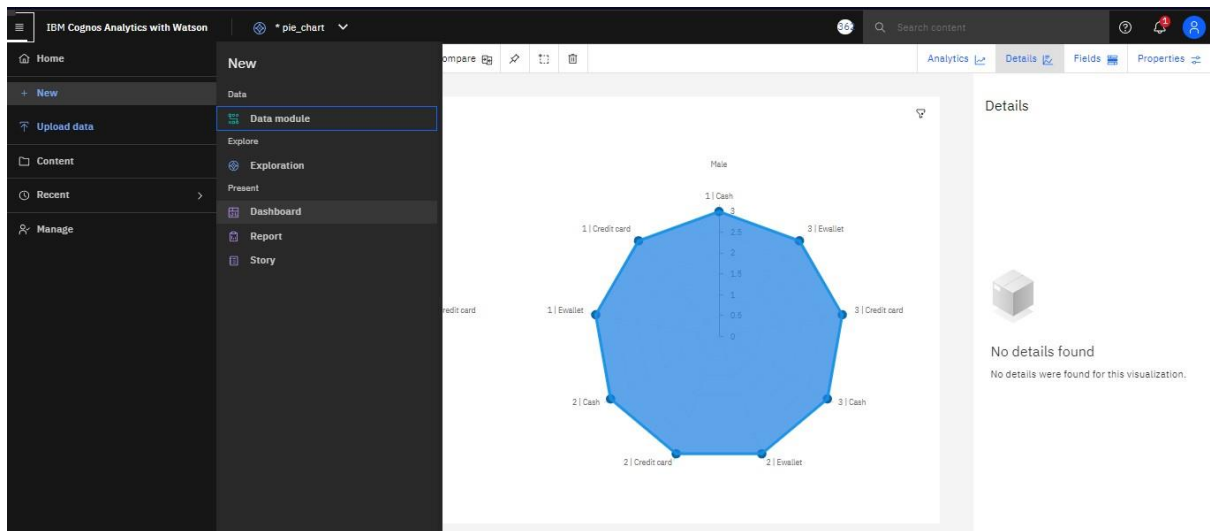 IBM Cognos Analytics with Watson
* pie_chart
Search content
1
Home
New
ompare
Analytics
Details
Fields
Properties
+ New
Data
Data module
Upload data
Explore
Exploration
Content
Present
Recent
Dashboard
Manage
Report
Story
Details
Male
1 | Cash
3
1 | Credit card
2.5
3 | Ewallet
2
1.5
redit card
1 | Ewallet
1
0.5
3 | Credit card
0
No details found
No details were found for this visualization.
2 | Cash
3 | Cash
2 | Credit card
2 | Ewallet